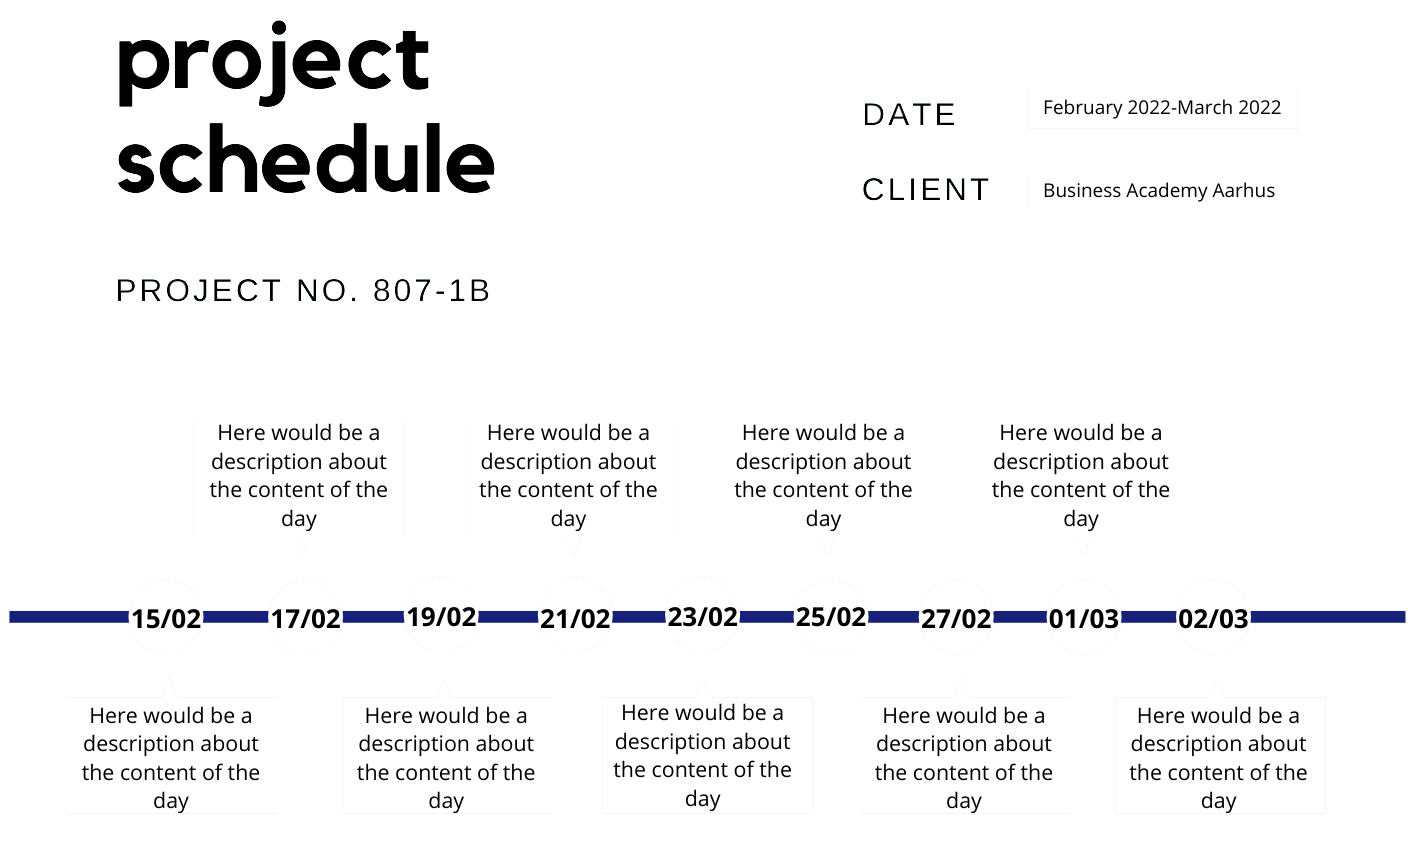 project
schedule
DATE
February 2022-March 2022
CLIENT
Business Academy Aarhus
PROJECT NO. 807-1B
Here would be a
description about
the content of the
day
Here would be a
description about
the content of the
day
Here would be a
description about
the content of the
day
Here would be a
description about
the content of the
day
15/02
17/02
19/02
21/02
23/02
25/02
27/02
01/03
02/03
Here would be a
description about
the content of the
day
Here would be a
description about
the content of the
day
Here would be a
description about
the content of the
day
Here would be a
description about
the content of the
day
Here would be a
description about
the content of the
day